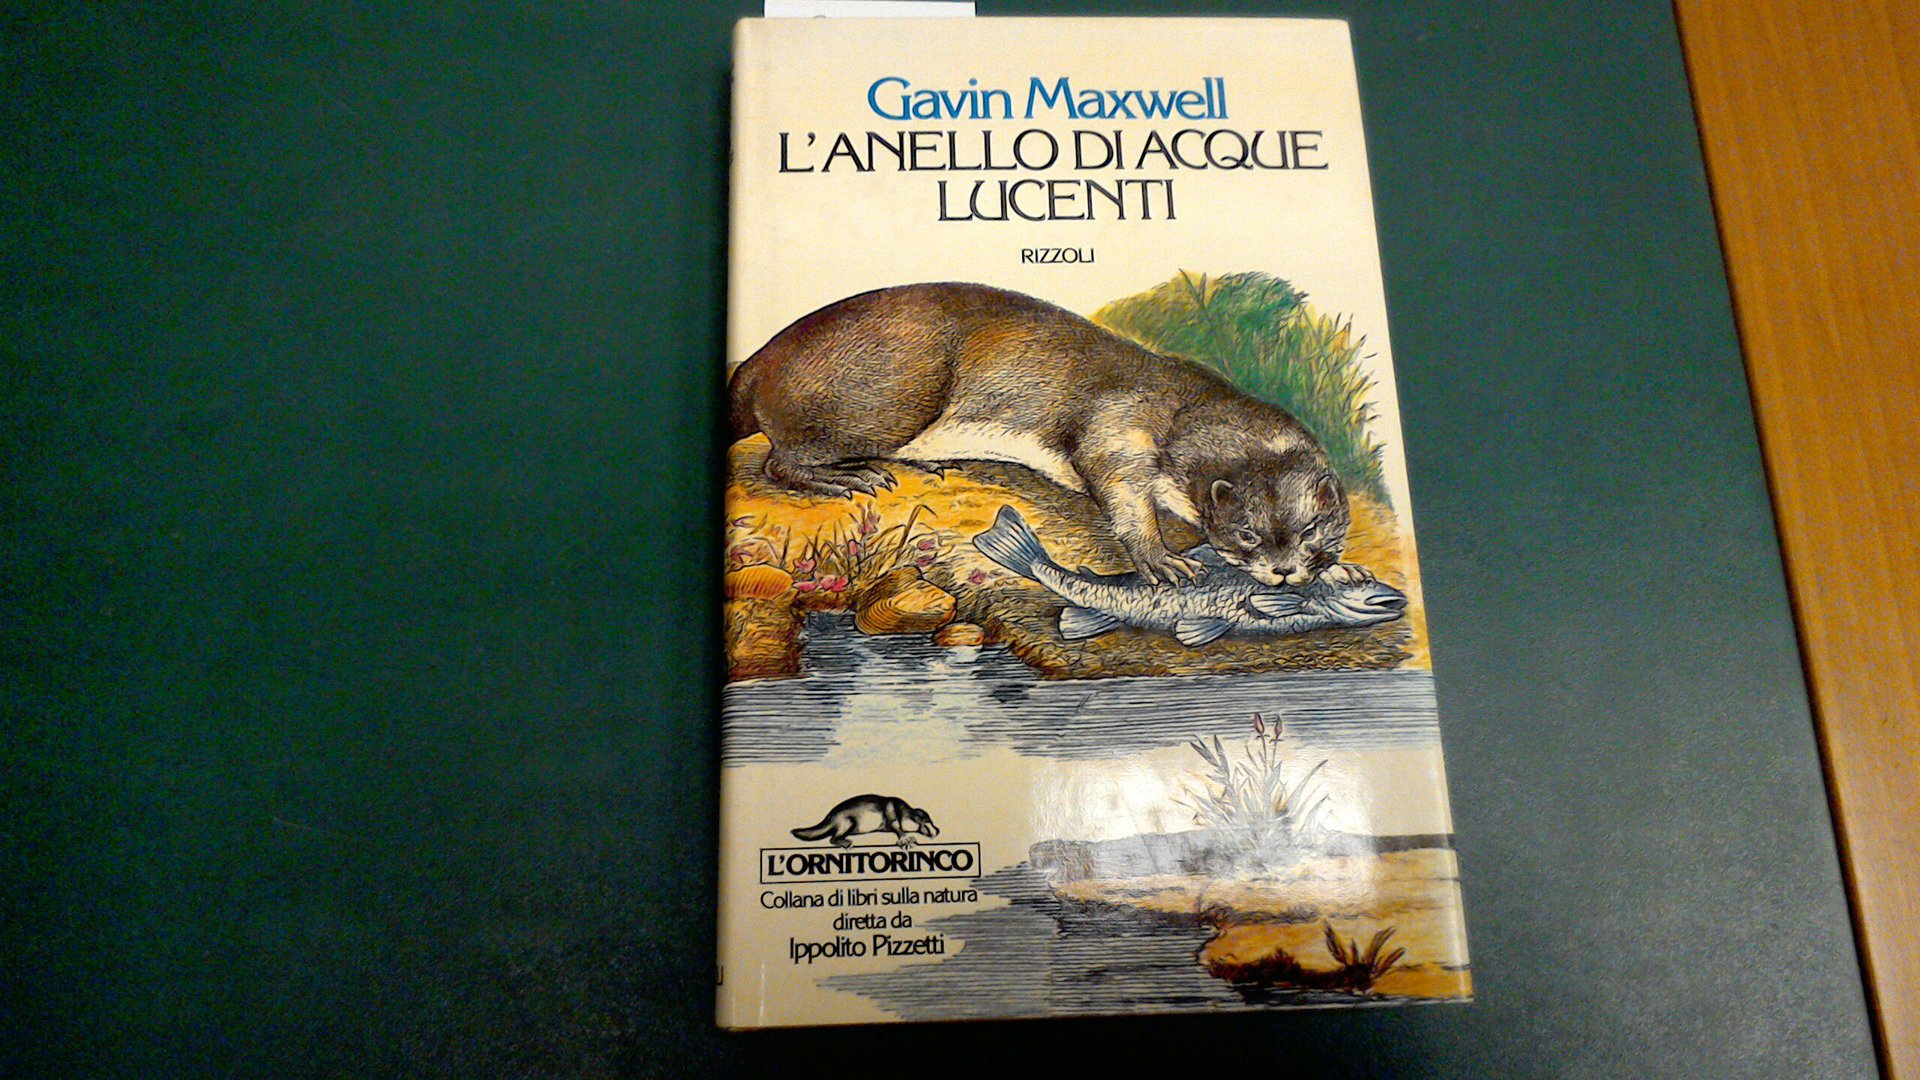 Gavin Maxwell
L'ANELLO DI ACQUE
LUCENTI
RIZZOLI
L'ORNITORINCO
Collana di libri sulla natura
diretta da
Ippolito Pizzetti